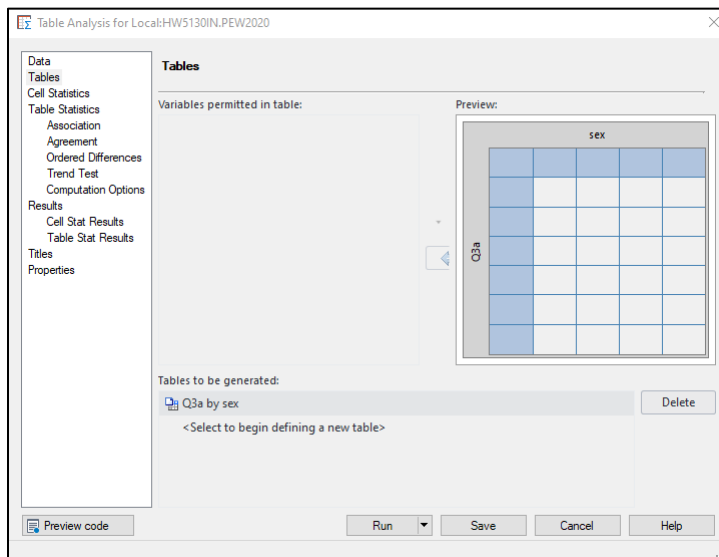 Table Analysis for Local:HW5130IN.PEW2020
Data
Tables
Cell Statistics
Table Statistics
Association
Agreement
Ordered Differences
Trend Test
Computation Options
Results
Cell Stat Results
Table Stat Results
Titles
Properties
Tables
Variables permitted in table:
Preview:
sex
Q3a
Tables to be generated:
Q3a by sex
<Select to begin defining a new table>
Delete
Preview code
Run
Save
Cancel
Help